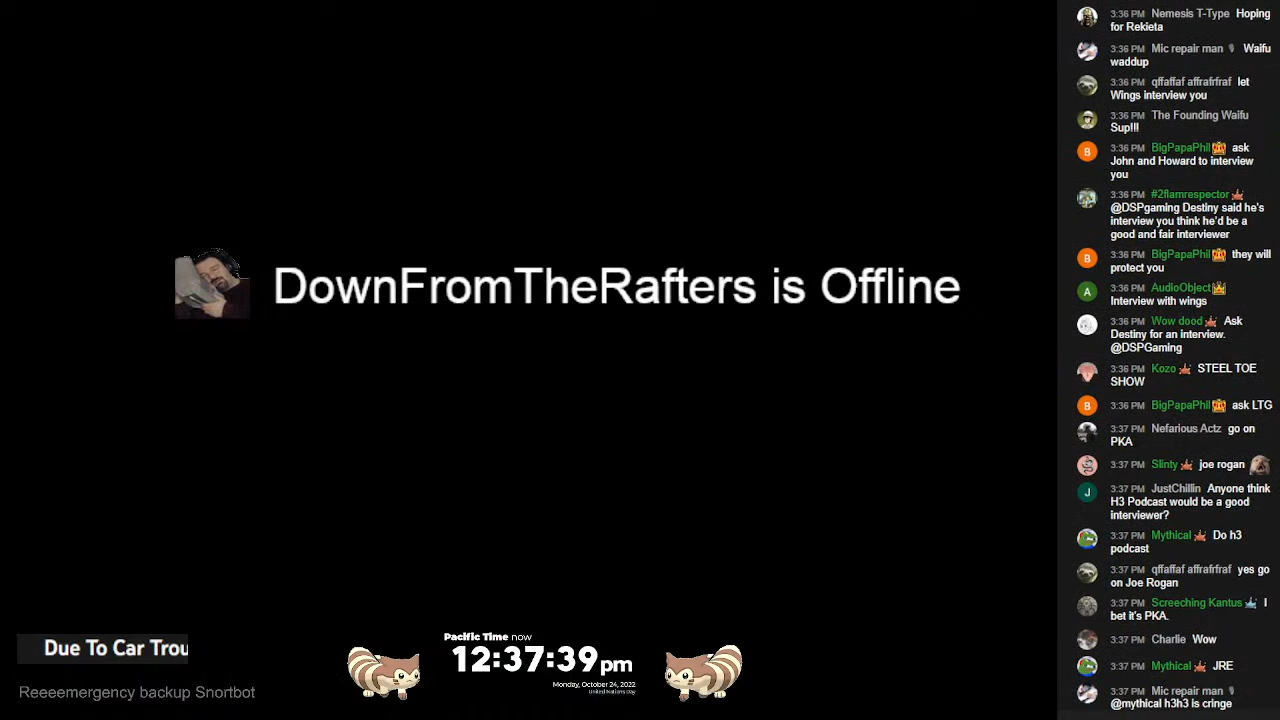 DownFromTheRafters is Offline
Due To Car Trou
Reeeemergency backup Snortbot
Pacific Time now
12:37:39 pm
Monday, October 24, 2022
United Nations Day
3:36 PM Nemesis T-Type Hoping
for Rekieta
3:36 PM Mic repair man Waifu
waddup
3:36 PM qffaffaf affrafrfraf let
Wings interview you
3:36 PM The Founding Waifu
Sup!!!
3:36 PM BigPapaPhil ask
John and Howard to interview
you
3:36 PM #2flamrespector
@DSPgaming Destiny said he's
interview you think he'd be a
good and fair interviewer
3:36 PM BigPapaPhil they will
protect you
3:36 PM AudioObject
Interview with wings
3:36 PM Wow dood Ask
Destiny for an interview.
@DSPGaming
3:36 PM Kozo STEEL TOE
SHOW
3:36 PM BigPapaPhil ask LTG
3:37 PM Nefarious Actz go on
PKA
3:37 PM Slinty joe rogan
3:37 PM JustChillin Anyone think
H3 Podcast would be a good
interviewer?
3:37 PM Mythical Do h3
podcast
3:37 PM qffaffaf affrafrfraf yes go
on Joe Rogan
3:37 PM Screeching Kantus I
bet it's PKA.
3:37 PM Charlie Wow
3:37 PM Mythical JRE
3:37 PM Mic repair man
@mythical h3h3 is cringe